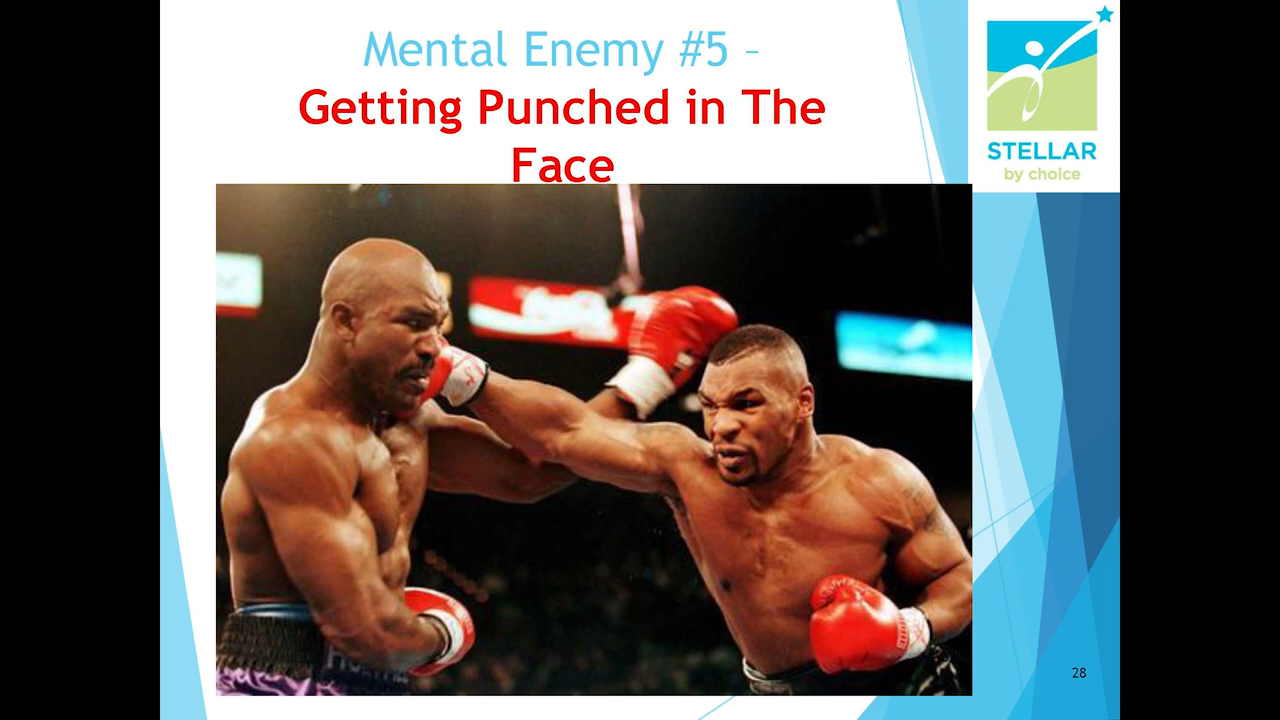 Mental Enemy #5 –
Getting Punched in The
Face
STELLAR
by choice
28